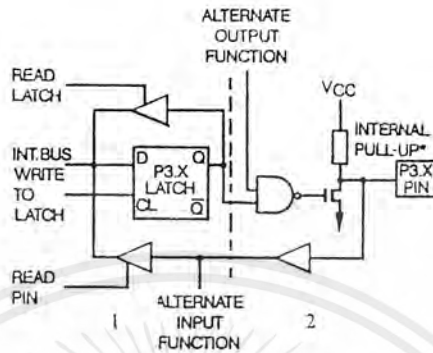 ALTERNATE
OUTPUT
FUNCTION
READ
LATCH
VCC
INTERNAL
PULL-UP*
INT.BUS
WRITE
TO
LATCH
D Q
P3.X
LATCH
CL Q
P3.X
PIN
READ
PIN
ALTERNATE
INPUT
FUNCTION
1 2